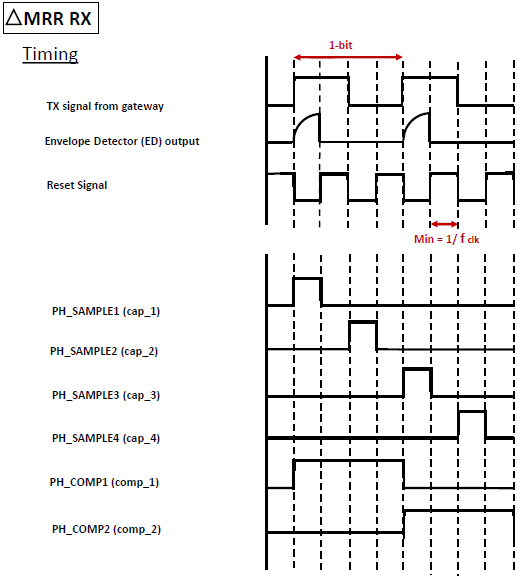 △MRR RX
Timing
1-bit
TX signal from gateway
Envelope Detector (ED) output
Reset Signal
Min = 1/ f clk
PH_SAMPLE1 (cap_1)
PH_SAMPLE2 (cap_2)
PH_SAMPLE3 (cap_3)
PH_SAMPLE4 (cap_4)
PH_COMP1 (comp_1)
PH_COMP2 (comp_2)